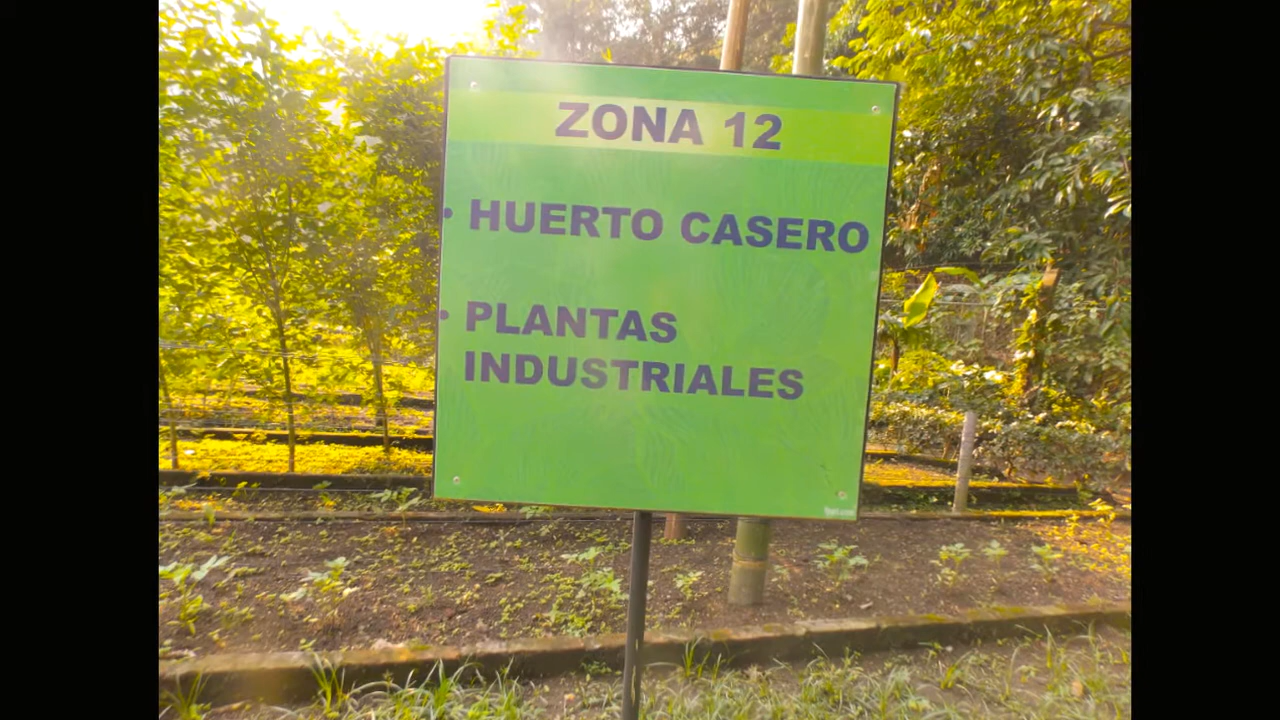 ZONA 12
• HUERTO CASERO
• PLANTAS
INDUSTRIALES